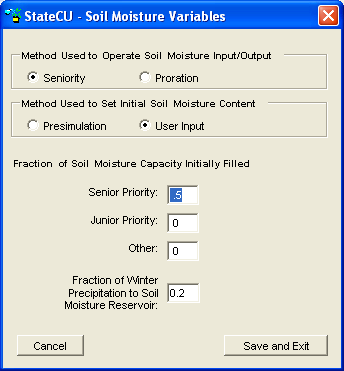 StateCU - Soil Moisture Variables
Method Used to Operate Soil Moisture Input/Output
Seniority Proration
Method Used to Set Initial Soil Moisture Content
Presimulation User Input
Fraction of Soil Moisture Capacity Initially Filled
Senior Priority: .5
Junior Priority: 0
Other: 0
Fraction of Winter
Precipitation to Soil 0.2
Moisture Reservoir:
Cancel Save and Exit